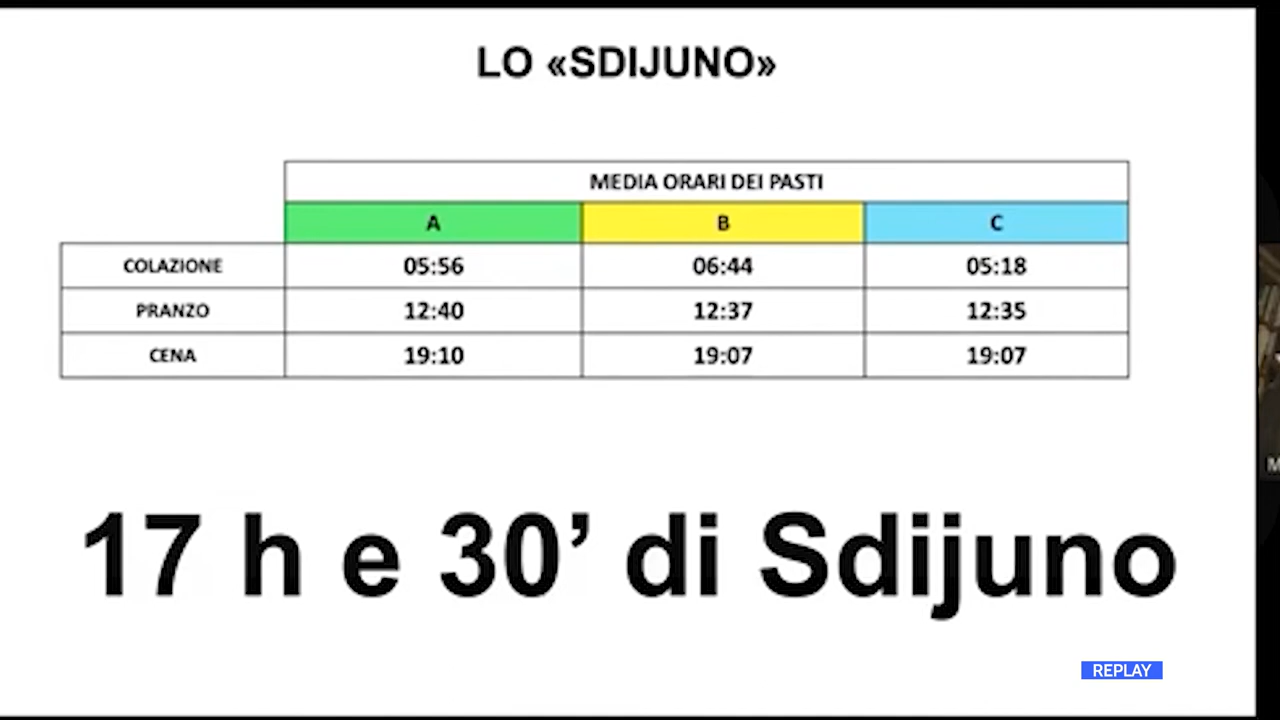 LO «SDIJUNO»
MEDIA ORARI DEI PASTI
A B C
COLAZIONE 05:56 06:44 05:18
PRANZO 12:40 12:37 12:35
CENA 19:10 19:07 19:07
17 h e 30’ di Sdijuno
REPLAY